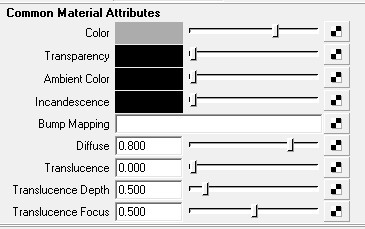 Common Material Attributes
Color
Transparency
Ambient Color
Incandescence
Bump Mapping
Diffuse 0.800
Translucence 0.000
Translucence Depth 0.500
Translucence Focus 0.500